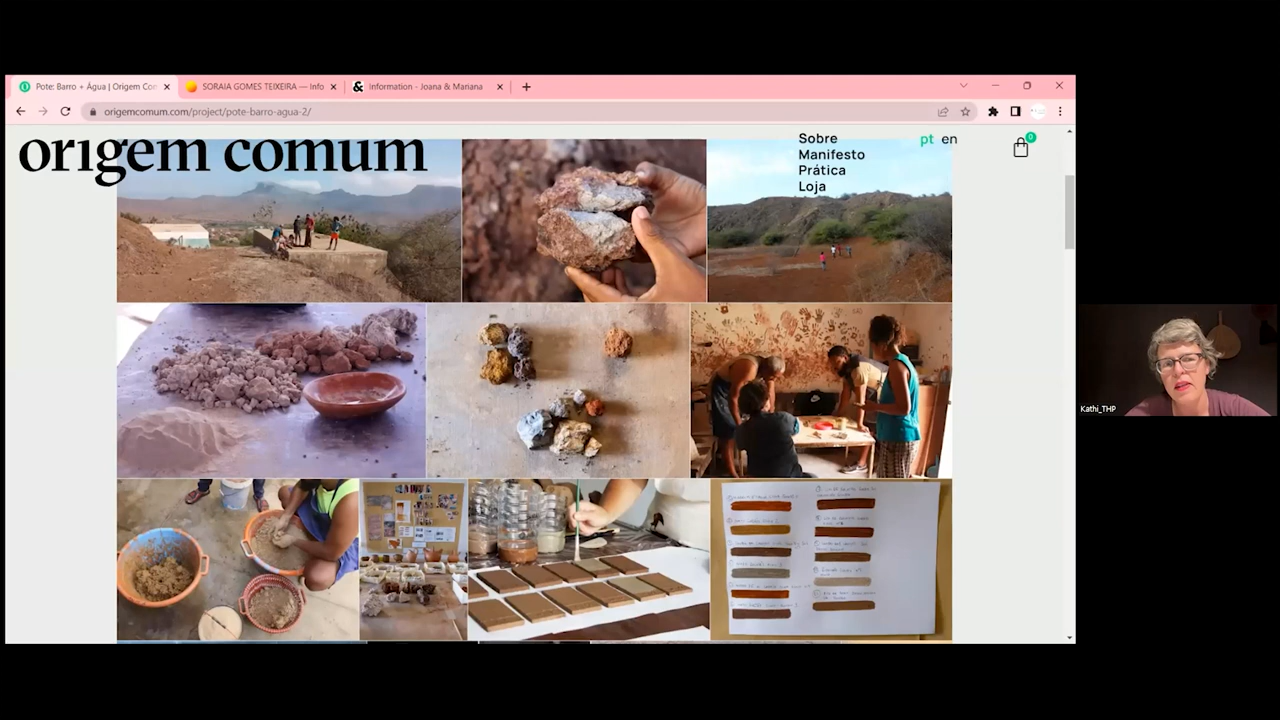 Pote: Barro + Água | Origem Com
SORAIA GOMES TEIXEIRA — Info
& Information - Joana & Mariana
origemcomum.com/project/pote-barro-agua-2/
origem comum
Sobre
Manifesto
Prática
Loja
pt en
0
Kathi_THP